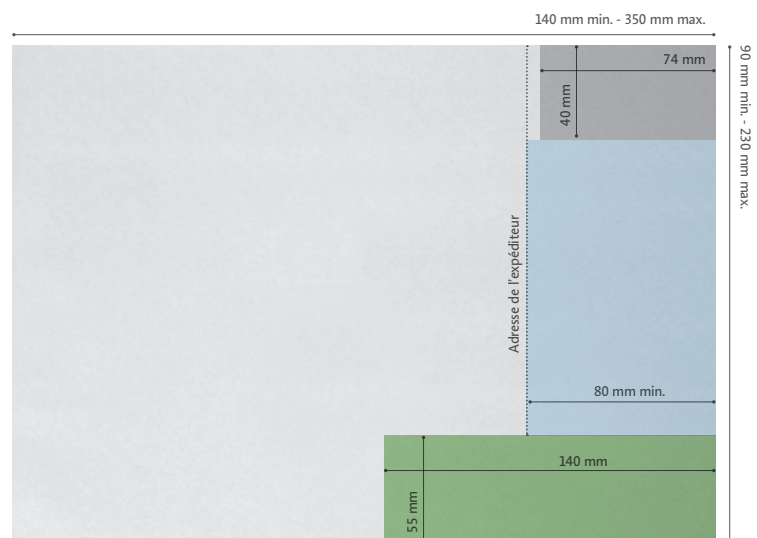 140 mm min. - 350 mm max.
90 mm min. - 230 mm max.
74 mm
40 mm
Adresse de l'expéditeur
80 mm min.
140 mm
55 mm